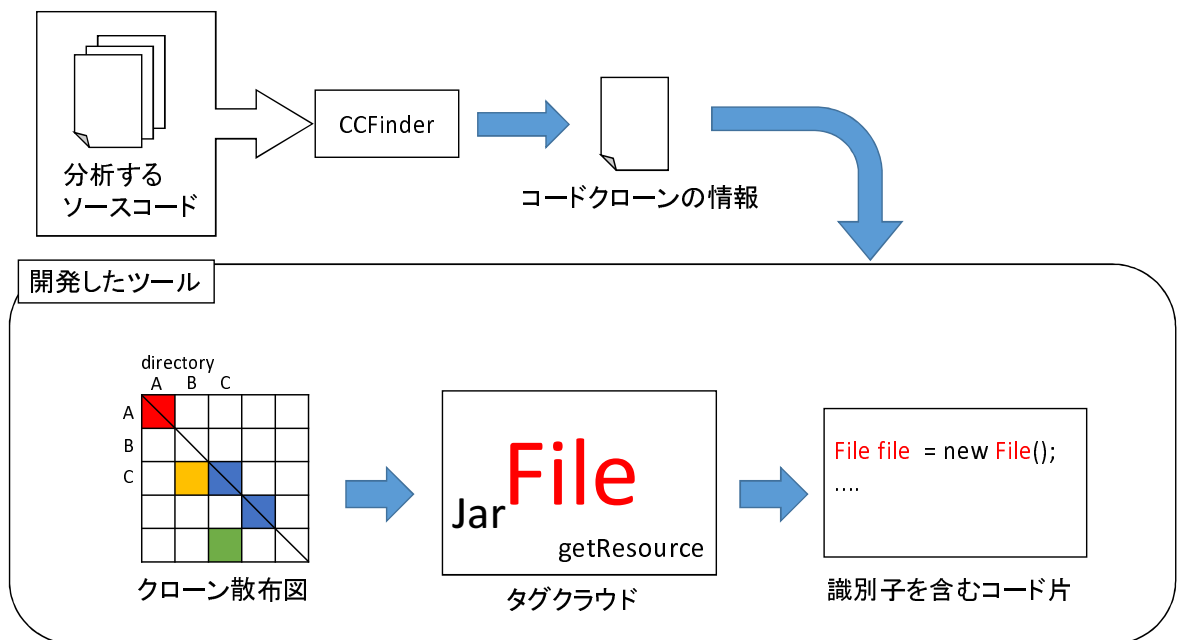 分析する
ソースコード
CCFinder
コードクローンの情報
開発したツール
directory
A B C
A
B
C
クローン散布図
File
Jar
getResource
タグクラウド
File file = new File();
....
識別子を含むコード片